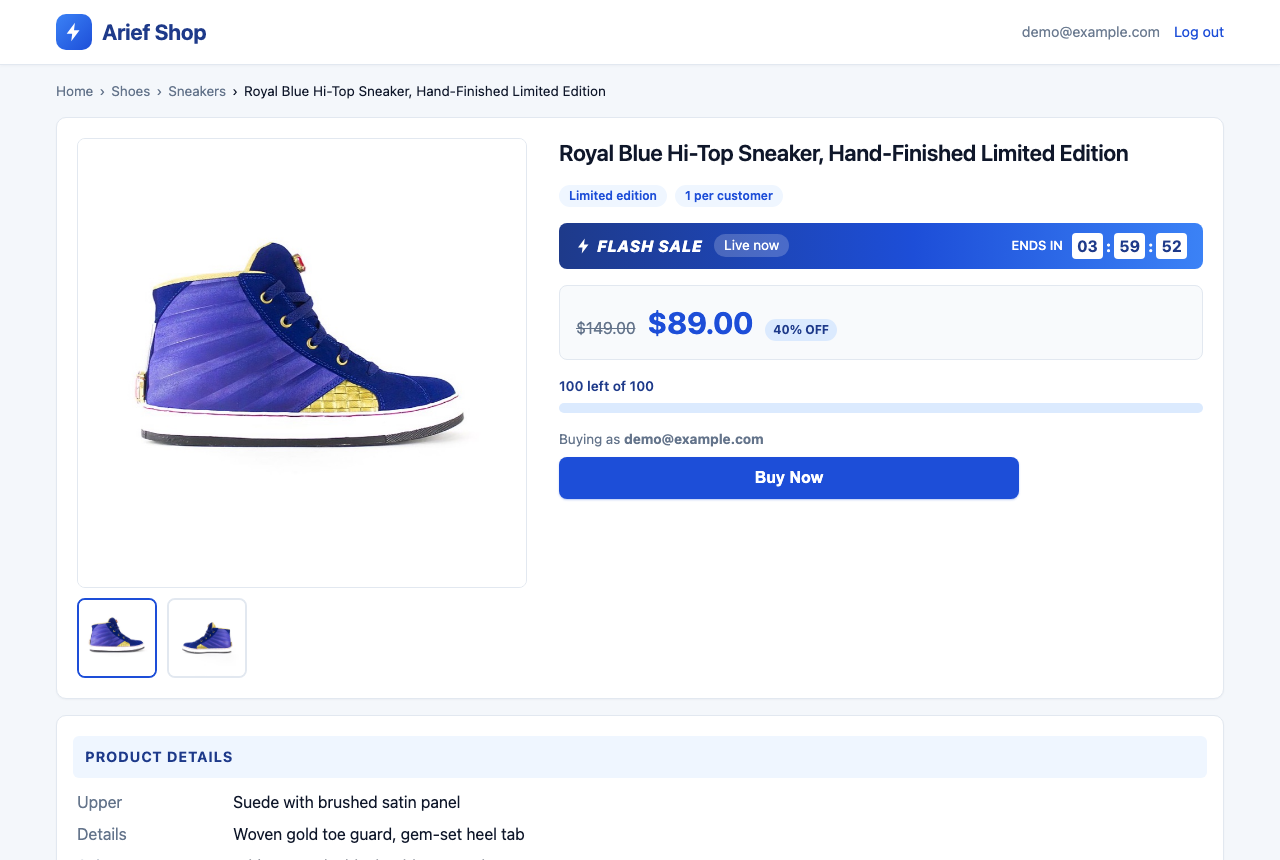 Arief Shop
demo@example.com Log out
Home › Shoes › Sneakers › Royal Blue Hi-Top Sneaker, Hand-Finished Limited Edition
Royal Blue Hi-Top Sneaker, Hand-Finished Limited Edition
Limited edition 1 per customer
FLASH SALE Live now ENDS IN 03 : 59 : 52
$149.00 $89.00 40% OFF
100 left of 100
Buying as demo@example.com
Buy Now
PRODUCT DETAILS
Upper Suede with brushed satin panel
Details Woven gold toe guard, gem-set heel tab